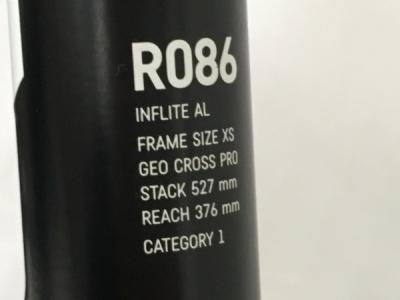 R086
INFLITE AL
FRAME SIZE XS
GEO CROSS PRO
STACK 527 mm
REACH 376 mm
CATEGORY 1